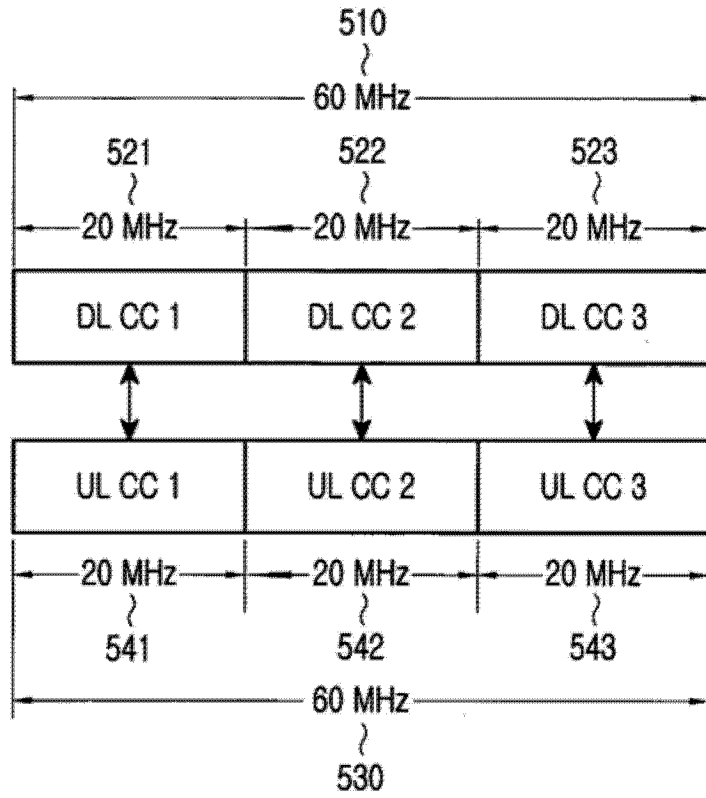 510
60 MHz
521 522 523
20 MHz 20 MHz 20 MHz
DL CC 1 DL CC 2 DL CC 3
UL CC 1 UL CC 2 UL CC 3
20 MHz 20 MHz 20 MHz
541 542 543
60 MHz
530